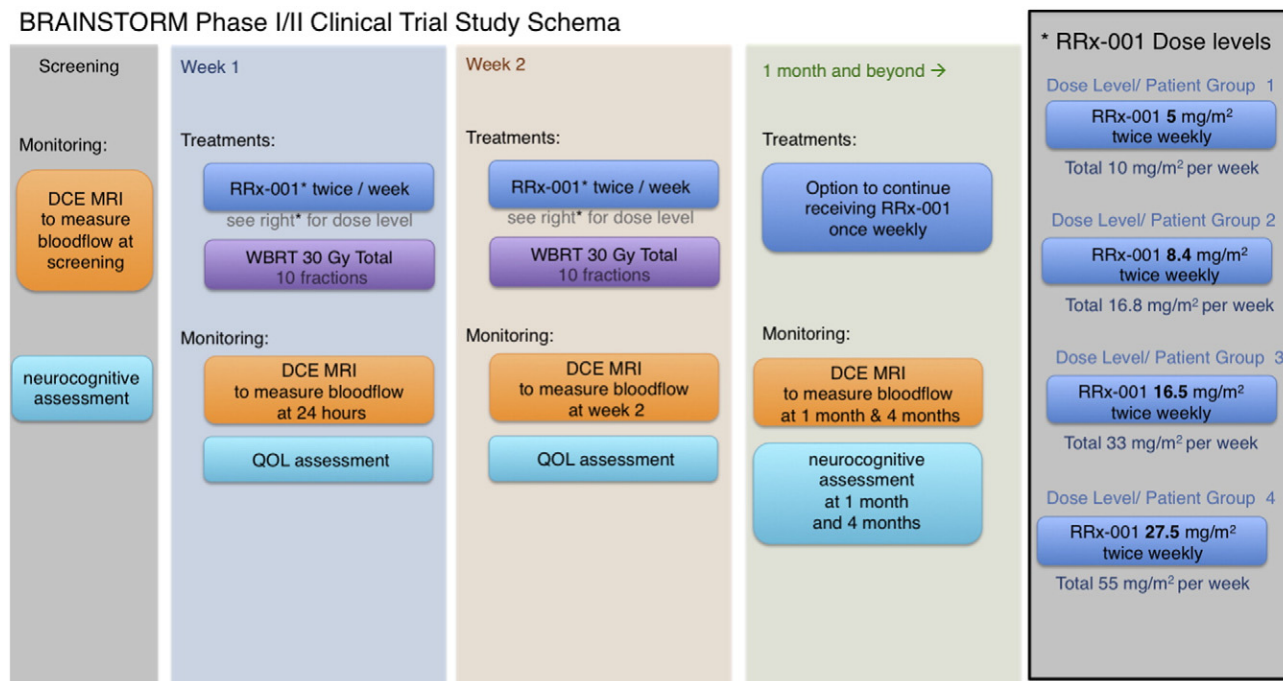 BRAINSTORM Phase I/II Clinical Trial Study Schema
Screening
Monitoring:
DCE MRI
to measure
bloodflow at
screening
neurocognitive
assessment
Week 1
Treatments:
RRx-001* twice / week
see right* for dose level
WBRT 30 Gy Total
10 fractions
Monitoring:
DCE MRI
to measure bloodflow
at 24 hours
QOL assessment
Week 2
Treatments:
RRx-001* twice / week
see right* for dose level
WBRT 30 Gy Total
10 fractions
Monitoring:
DCE MRI
to measure bloodflow
at week 2
QOL assessment
1 month and beyond →
Treatments:
Option to continue
receiving RRx-001
once weekly
Monitoring:
DCE MRI
to measure bloodflow
at 1 month & 4 months
neurocognitive
assessment
at 1 month
and 4 months
* RRx-001 Dose levels
Dose Level/ Patient Group 1
RRx-001 5 mg/m²
twice weekly
Total 10 mg/m² per week
Dose Level/ Patient Group 2
RRx-001 8.4 mg/m²
twice weekly
Total 16.8 mg/m² per week
Dose Level/ Patient Group 3
RRx-001 16.5 mg/m²
twice weekly
Total 33 mg/m² per week
Dose Level/ Patient Group 4
RRx-001 27.5 mg/m²
twice weekly
Total 55 mg/m² per week